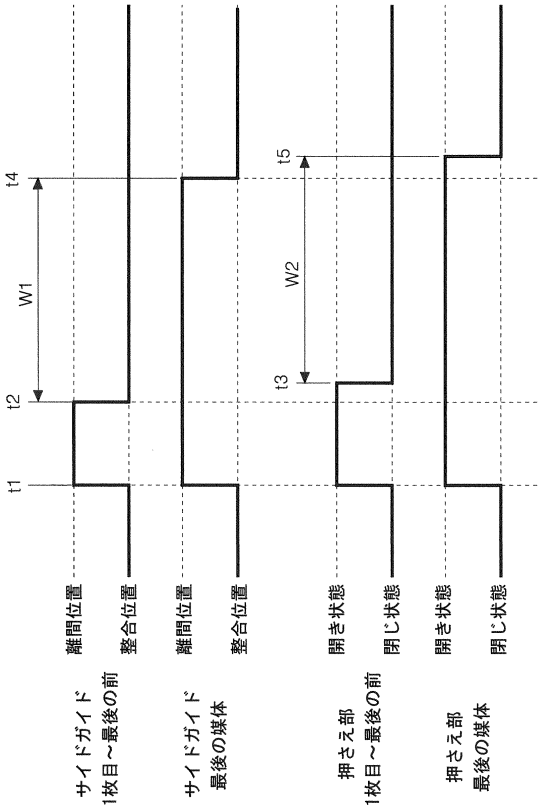 t1
t2
t4
W1
サイドガイド
1枚目～最後の前
離間位置
整合位置
サイドガイド
最後の媒体
離間位置
整合位置
t3
t5
W2
押さえ部
1枚目～最後の前
開き状態
閉じ状態
押さえ部
最後の媒体
開き状態
閉じ状態